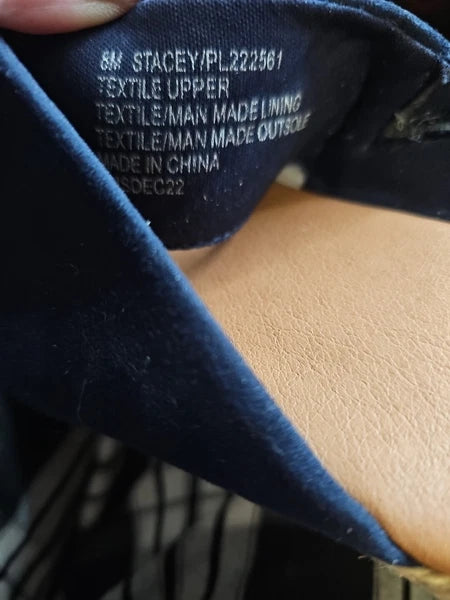 6M STACEY/PL222561
TEXTILE UPPER
TEXTILE/MAN MADE LINING
TEXTILE/MAN MADE OUTSOLE
MADE IN CHINA